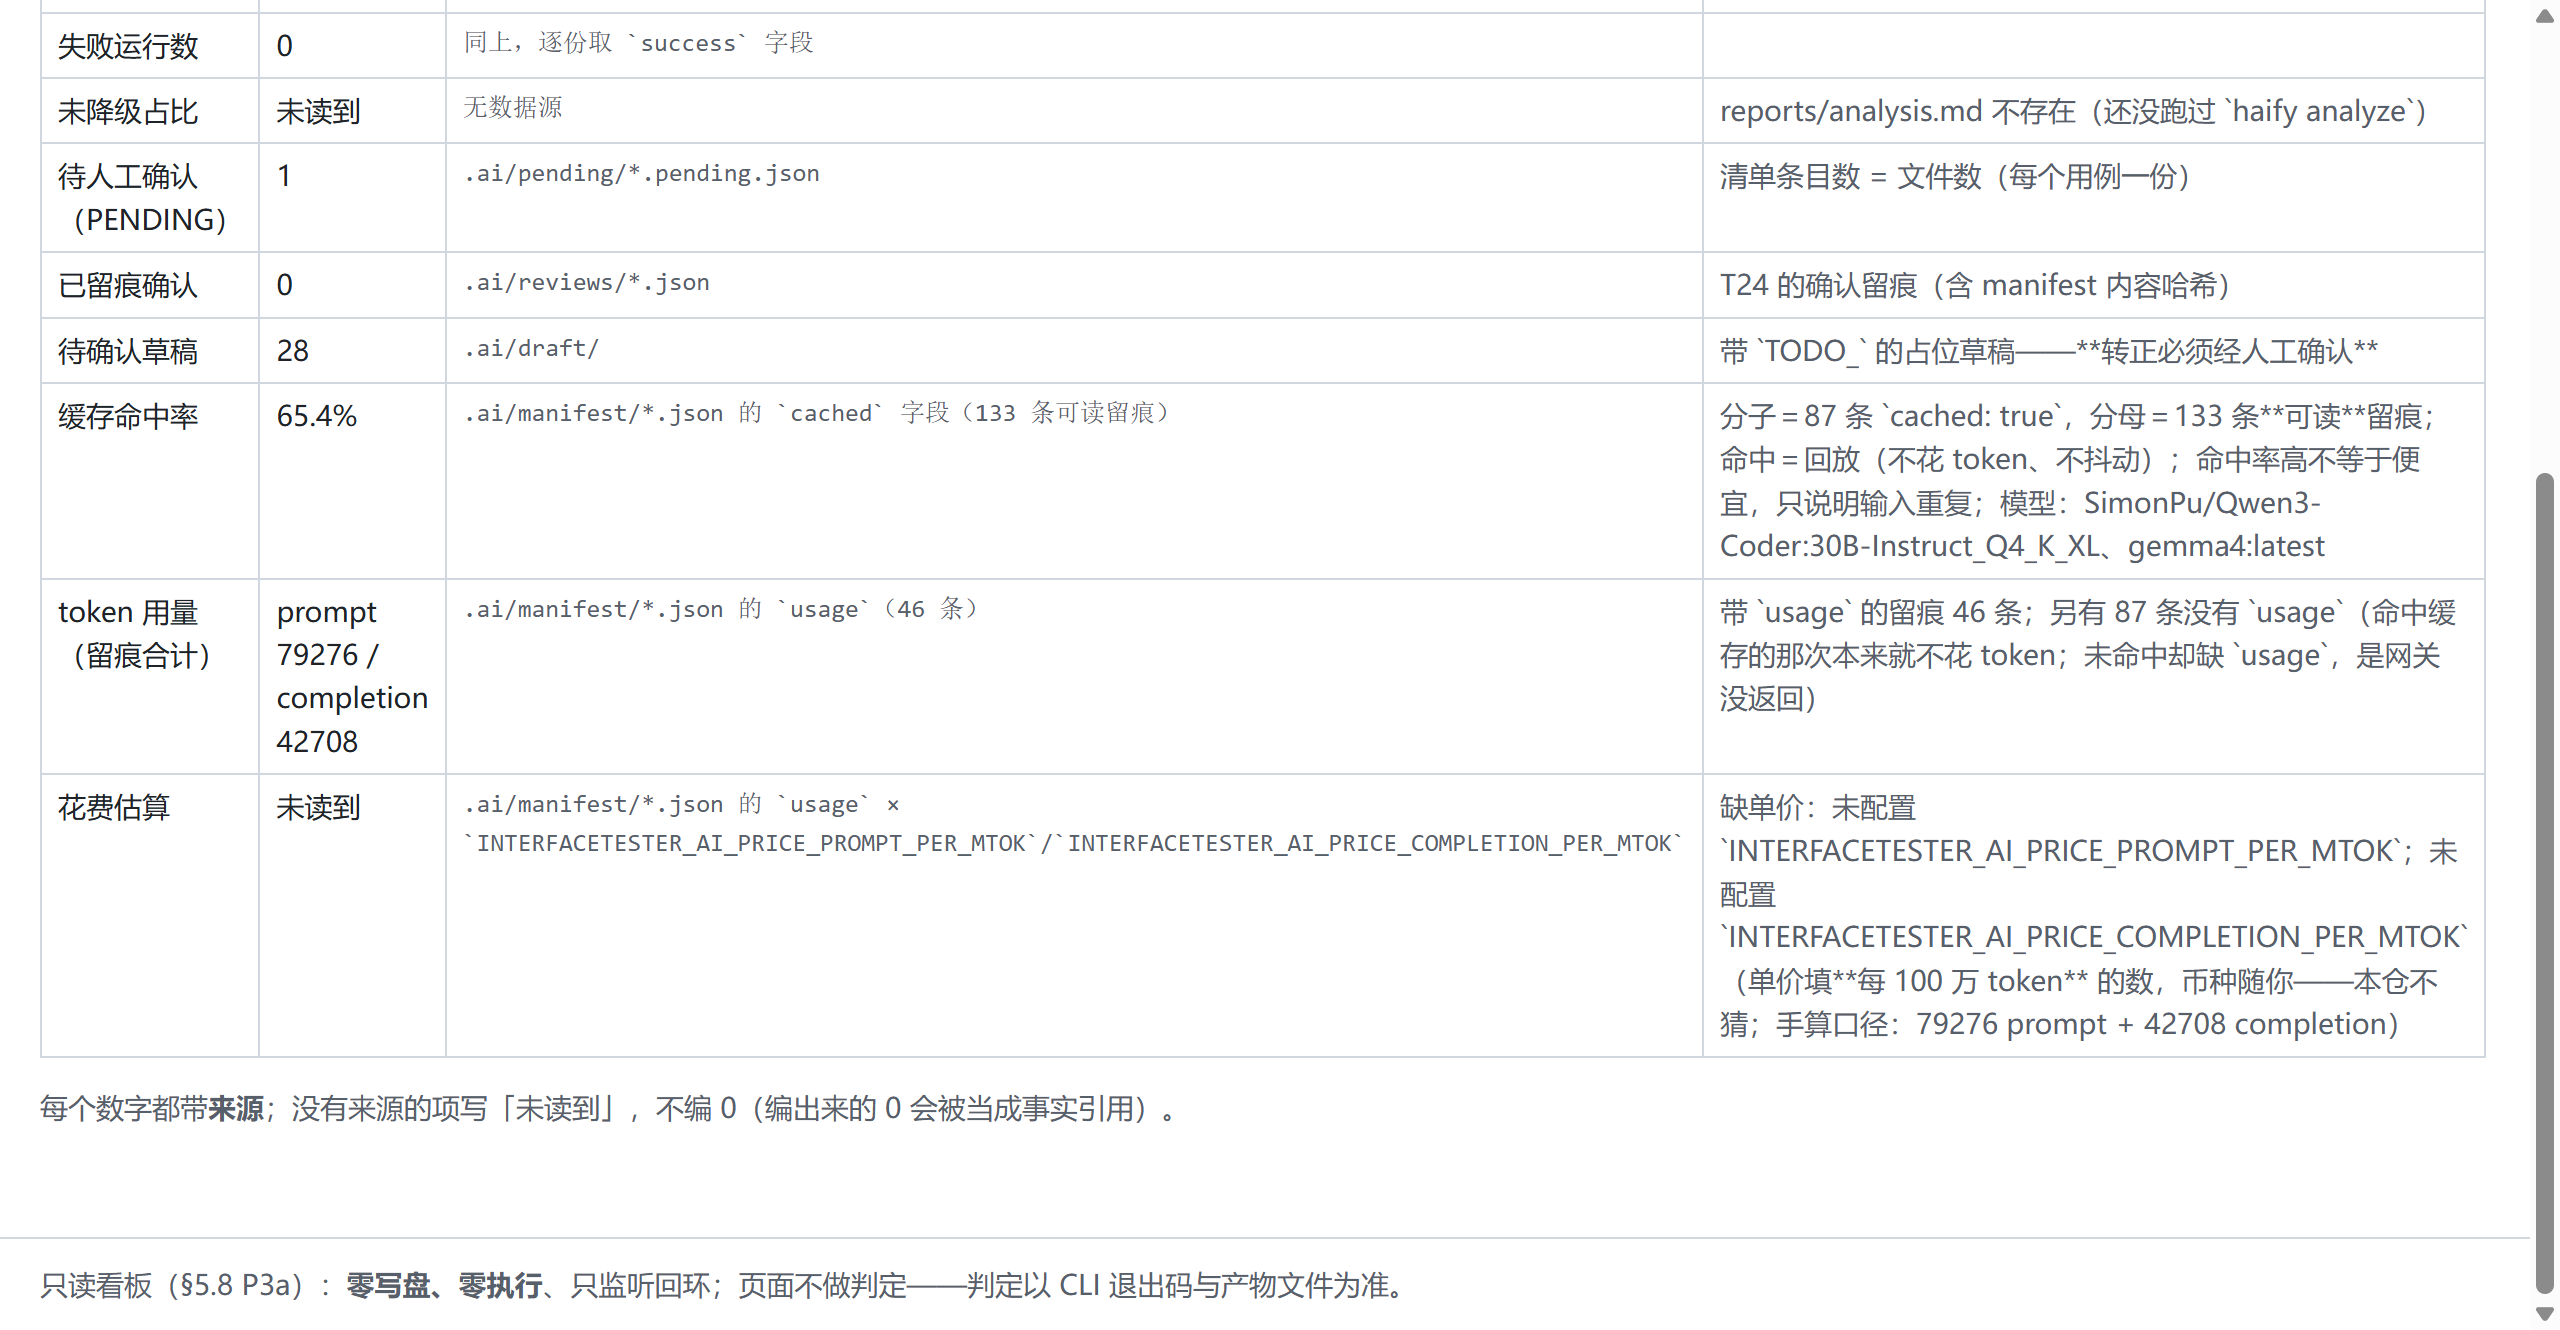 失败运行数
0
同上，逐份取 `success` 字段
未降级占比
未读到
无数据源
reports/analysis.md 不存在（还没跑过 `haify analyze`）
待人工确认
（PENDING）
1
.ai/pending/*.pending.json
清单条目数 = 文件数（每个用例一份）
已留痕确认
0
.ai/reviews/*.json
T24 的确认留痕（含 manifest 内容哈希）
待确认草稿
28
.ai/draft/
带 `TODO_` 的占位草稿——**转正必须经人工确认**
缓存命中率
65.4%
.ai/manifest/*.json 的 `cached` 字段（133 条可读留痕）
分子＝87 条 `cached: true`，分母＝133 条**可读**留痕；
命中＝回放（不花 token、不抖动）；命中率高不等于便
宜，只说明输入重复；模型：SimonPu/Qwen3-
Coder:30B-Instruct_Q4_K_XL、gemma4:latest
token 用量
（留痕合计）
prompt
79276 /
completion
42708
.ai/manifest/*.json 的 `usage`（46 条）
带 `usage` 的留痕 46 条；另有 87 条没有 `usage`（命中缓
存的那次本来就不花 token；未命中却缺 `usage`，是网关
没返回）
花费估算
未读到
.ai/manifest/*.json 的 `usage` ×
`INTERFACETESTER_AI_PRICE_PROMPT_PER_MTOK`/`INTERFACETESTER_AI_PRICE_COMPLETION_PER_MTOK`
缺单价：未配置
`INTERFACETESTER_AI_PRICE_PROMPT_PER_MTOK`；未
配置
`INTERFACETESTER_AI_PRICE_COMPLETION_PER_MTOK`
（单价填**每 100 万 token** 的数，币种随你——本仓不
猜；手算口径：79276 prompt + 42708 completion）
每个数字都带来源；没有来源的项写「未读到」，不编 0（编出来的 0 会被当成事实引用）。
只读看板（§5.8 P3a）：零写盘、零执行、只监听回环；页面不做判定——判定以 CLI 退出码与产物文件为准。